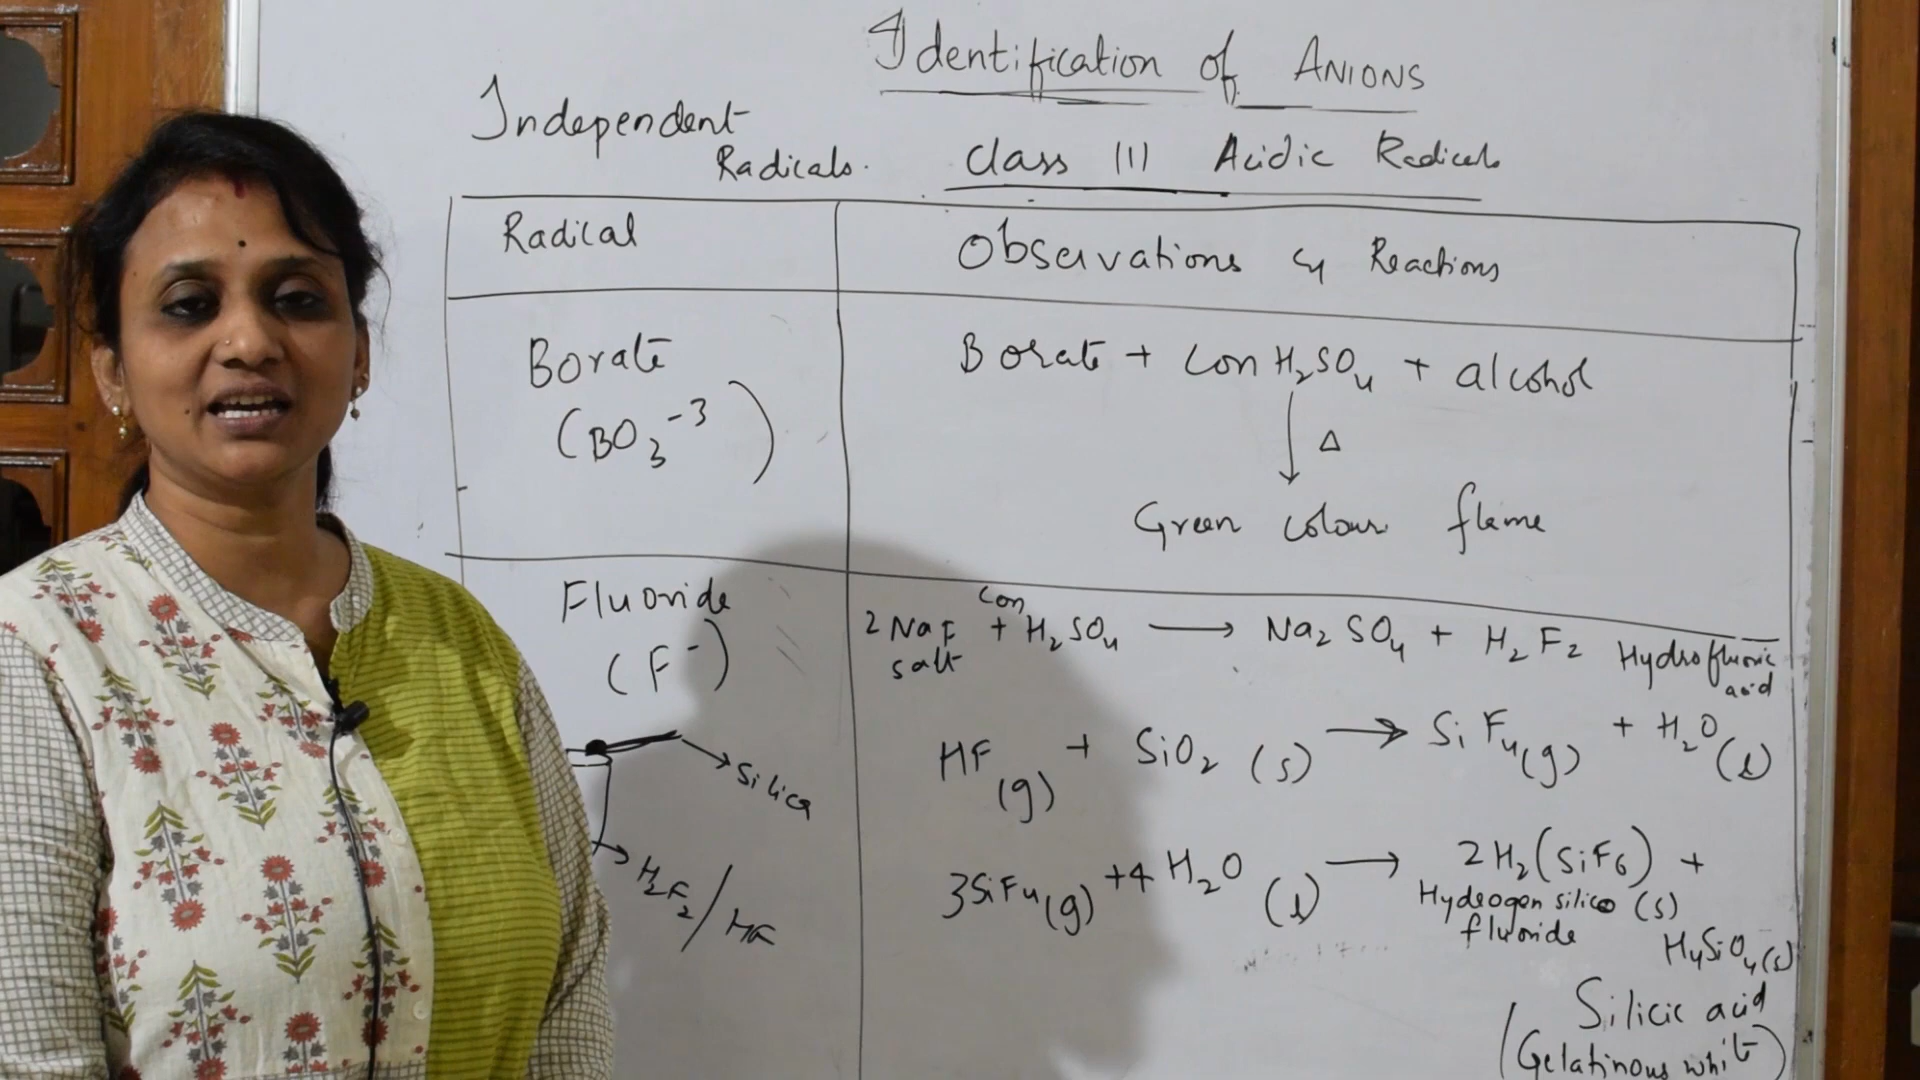 Identification of ANIONS
Independent
Radicals.
Class III Acidic Radicals
Radical
Observations & Reactions
Borate
(BO₃⁻³)
Borate + Con H₂SO₄ + alcohol
Δ
Green colour flame
Fluoride
(F⁻)
Silica
H₂F₂/HF
2NaF + con H₂SO₄ ⟶ Na₂SO₄ + H₂F₂ Hydrofluoric
salt
acid
HF(g) + SiO₂(s) ⟶ SiF₄(g) + H₂O(l)
3SiF₄(g) + 4H₂O(l) ⟶ 2H₂(SiF₆) +
Hydrogen silico (s)
fluoride
H₄SiO₄(s)
Silicic acid
(Gelatinous white)